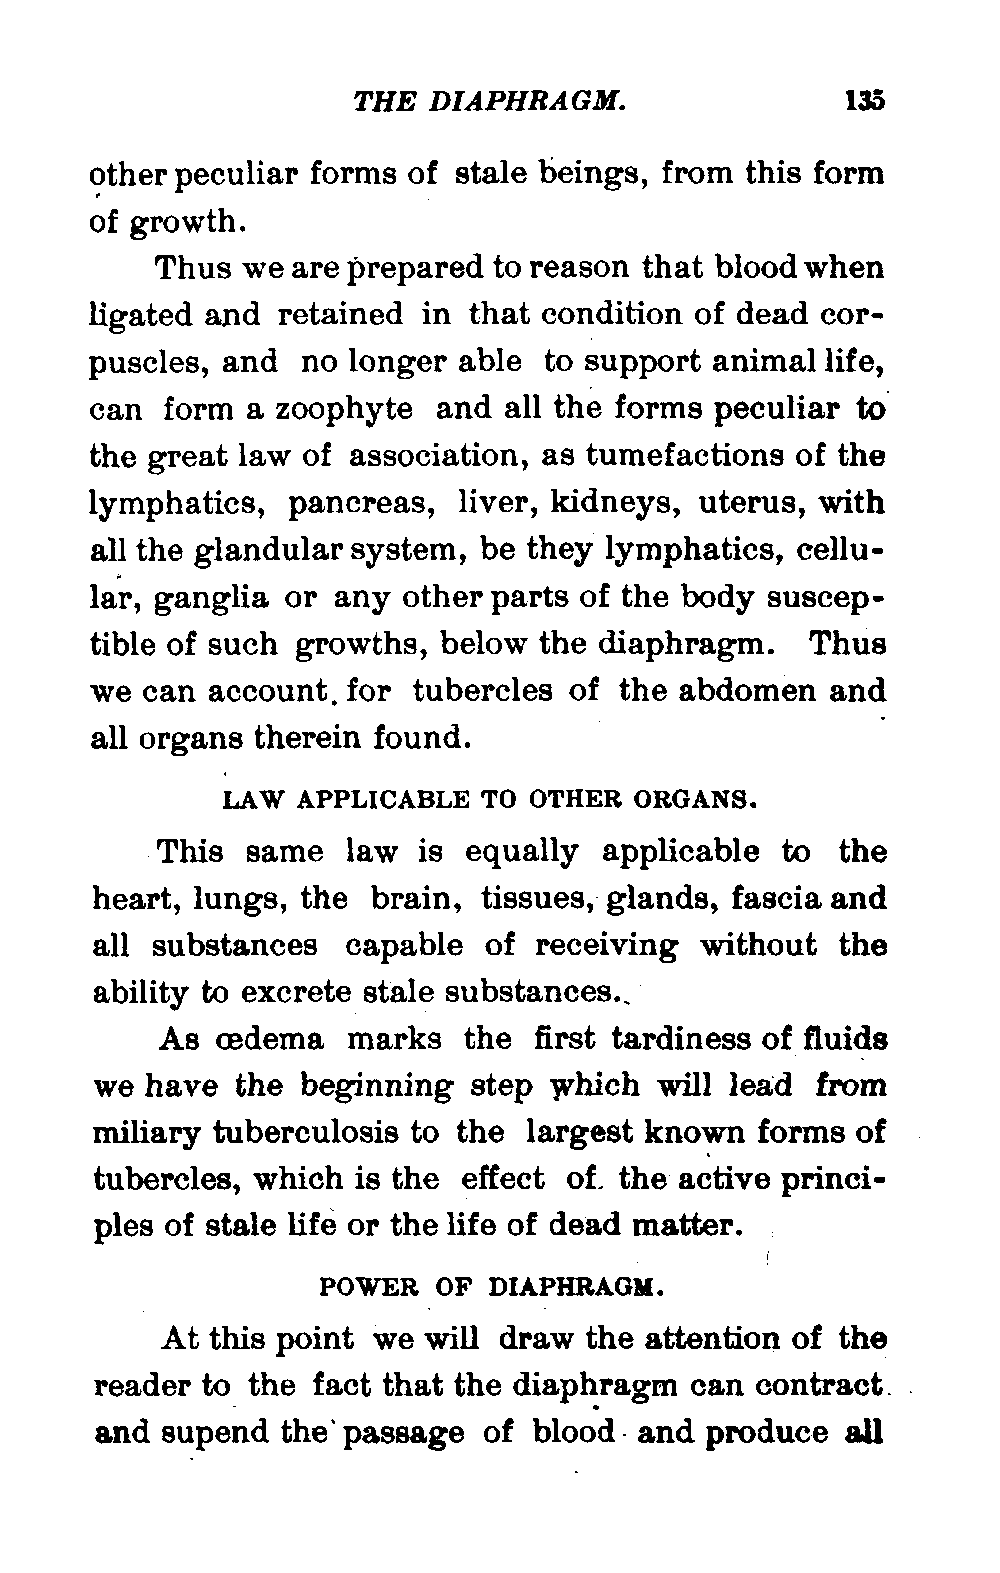 THE DIAPHRAGM. 135
other peculiar forms of stale beings, from this form
of growth.
Thus we are prepared to reason that blood when
ligated and retained in that condition of dead cor-
puscles, and no longer able to support animal life,
can form a zoophyte and all the forms peculiar to
the great law of association, as tumefactions of the
lymphatics, pancreas, liver, kidneys, uterus, with
all the glandular system, be they lymphatics, cellu-
lar, ganglia or any other parts of the body suscep-
tible of such growths, below the diaphragm. Thus
we can account for tubercles of the abdomen and
all organs therein found.
LAW APPLICABLE TO OTHER ORGANS.
This same law is equally applicable to the
heart, lungs, the brain, tissues, glands, fascia and
all substances capable of receiving without the
ability to excrete stale substances.
As œdema marks the first tardiness of fluids
we have the beginning step which will lead from
miliary tuberculosis to the largest known forms of
tubercles, which is the effect of the active princi-
ples of stale life or the life of dead matter.
POWER OF DIAPHRAGM.
At this point we will draw the attention of the
reader to the fact that the diaphragm can contract
and supend the passage of blood and produce all